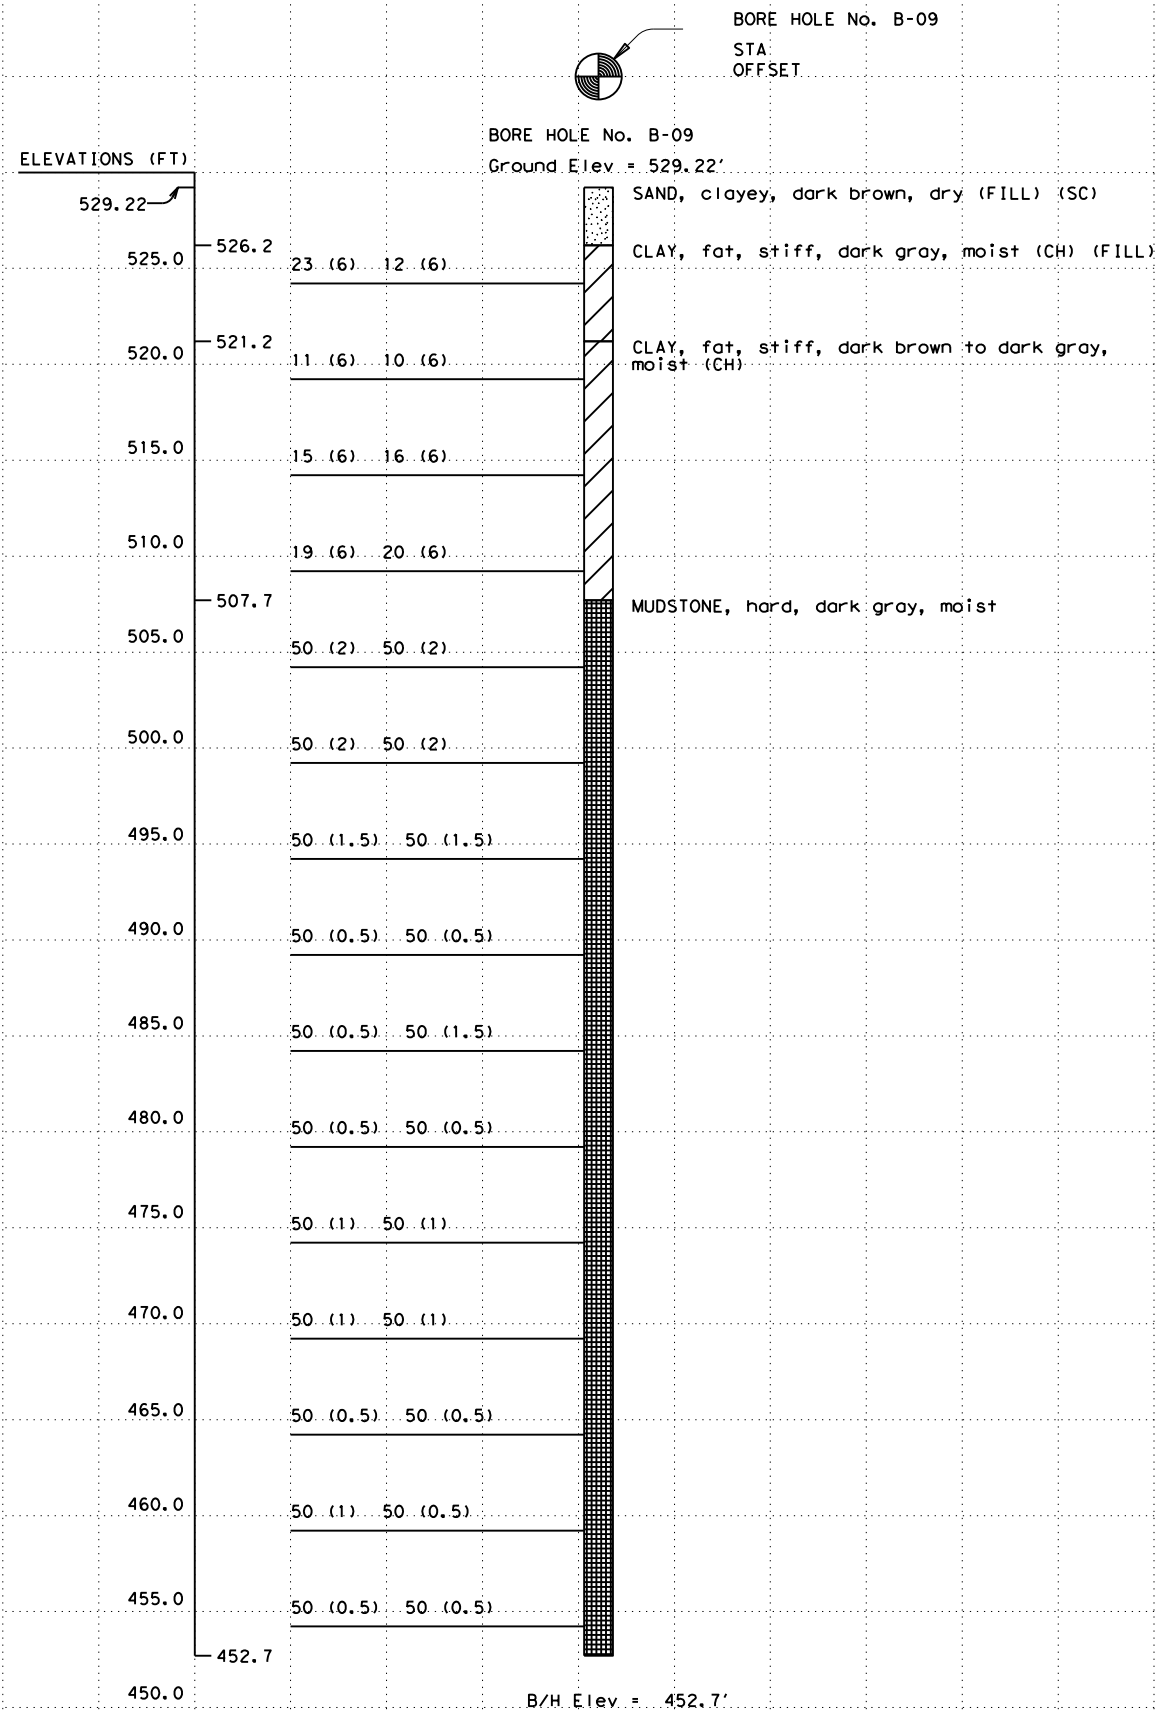 BORE HOLE No. B-09
STA
OFFSET
BORE HOLE No. B-09
ELEVATIONS (FT)
Ground Elev = 529.22'
529.22
SAND, clayey, dark brown, dry (FILL) (SC)
526.2
CLAY, fat, stiff, dark gray, moist (CH) (FILL)
525.0
23 (6) 12 (6)
521.2
CLAY, fat, stiff, dark brown to dark gray,
moist (CH)
520.0
11 (6) 10 (6)
515.0
15 (6) 16 (6)
510.0
19 (6) 20 (6)
507.7
MUDSTONE, hard, dark gray, moist
505.0
50 (2) 50 (2)
500.0
50 (2) 50 (2)
495.0
50 (1.5) 50 (1.5)
490.0
50 (0.5) 50 (0.5)
485.0
50 (0.5) 50 (1.5)
480.0
50 (0.5) 50 (0.5)
475.0
50 (1) 50 (1)
470.0
50 (1) 50 (1)
465.0
50 (0.5) 50 (0.5)
460.0
50 (1) 50 (0.5)
455.0
50 (0.5) 50 (0.5)
452.7
450.0
B/H Elev = 452.7'